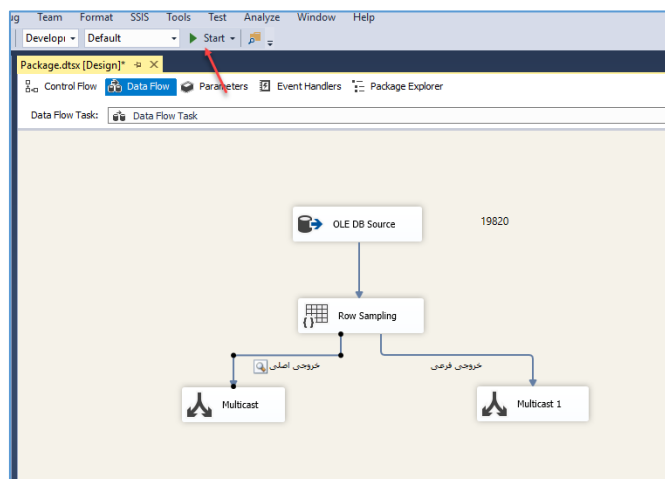 ug Team Format SSIS Tools Test Analyze Window Help
Developi Default Start
Package.dtsx [Design]*
Control Flow Data Flow Parameters Event Handlers Package Explorer
Data Flow Task: Data Flow Task
OLE DB Source 19820
Row Sampling
خروجی اصلی خروجی فرعی
Multicast Multicast 1